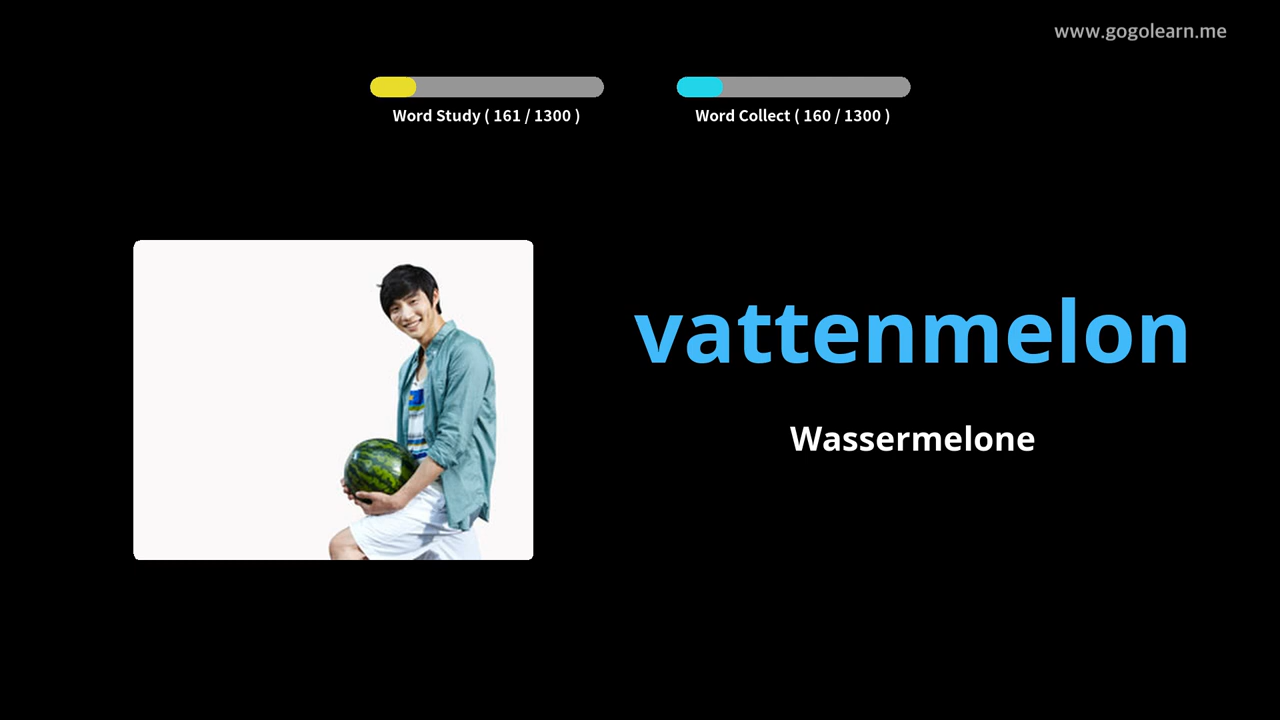 www.gogolearn.me
Word Study ( 161 / 1300 )
Word Collect ( 160 / 1300 )
vattenmelon
Wassermelone